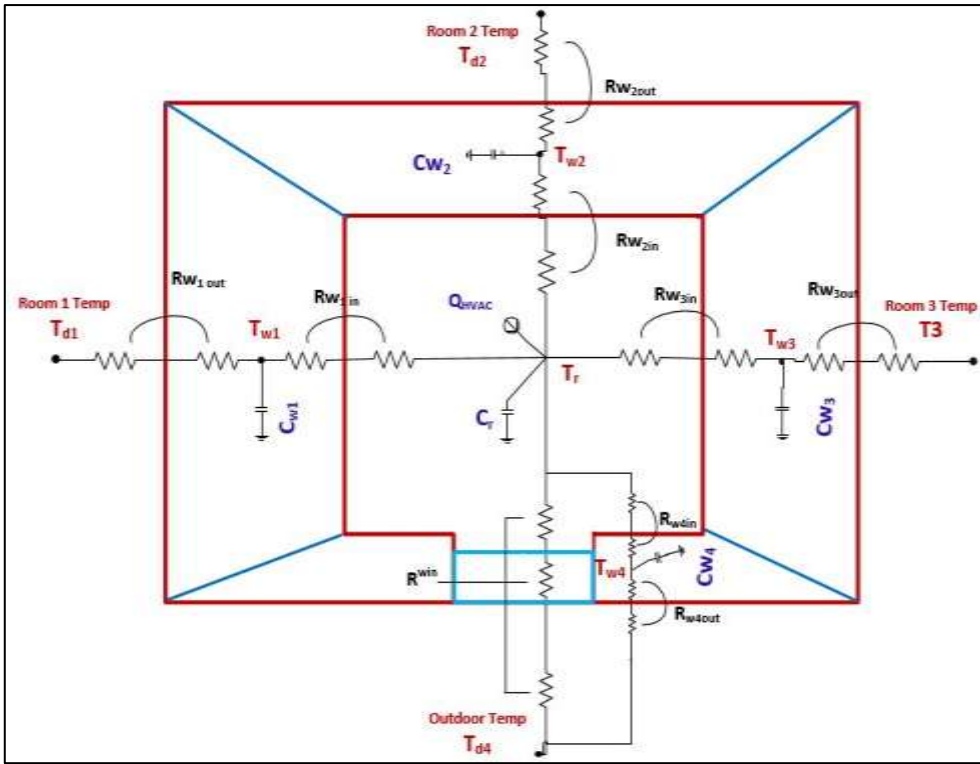 Room 2 Temp
Td2
Rw2out
Cw2
Tw2
Rw2in
Rw1 out
Rw1 in
QHVAC
Rw3in
Rw3out
Room 1 Temp
Td1
Tw1
Tw3
Room 3 Temp
T3
Tr
Cw1
Cr
Cw3
Rw4in
Rwin
Tw4
Cw4
Rw4out
Outdoor Temp
Td4